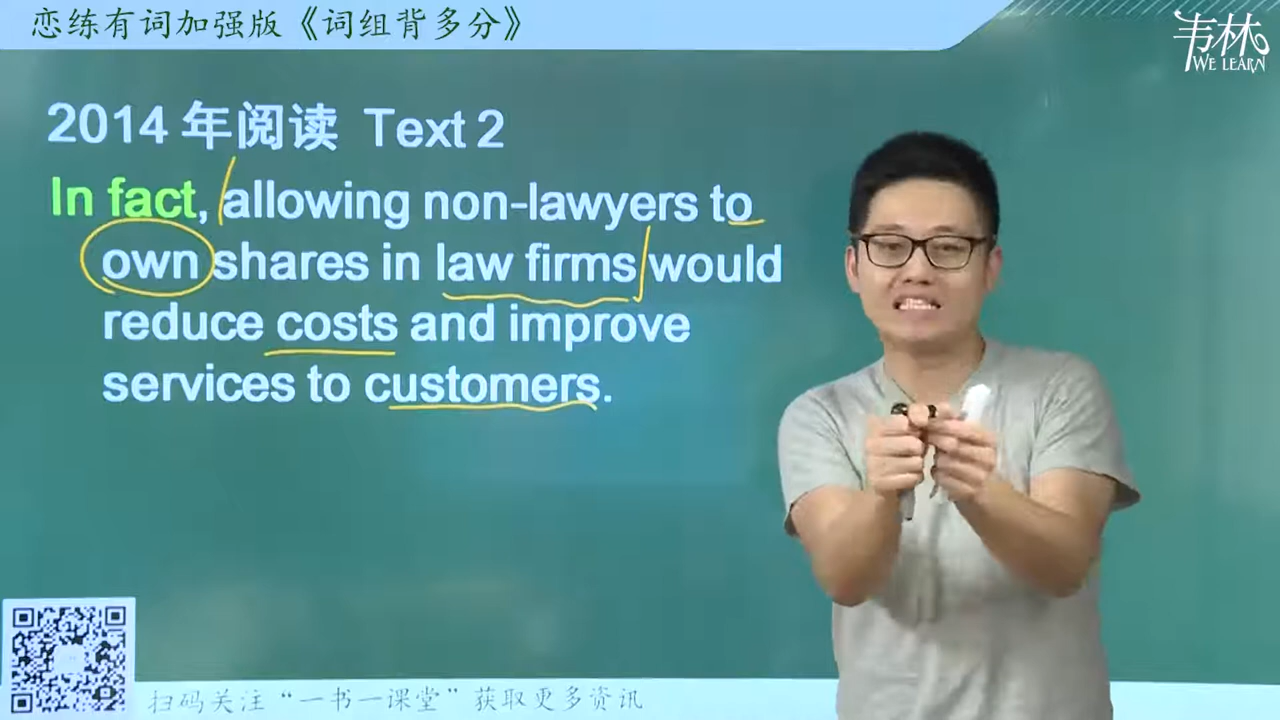 恋练有词加强版《词组背多分》
韦林
WE LEARN
2014 年阅读 Text 2
In fact, allowing non-lawyers to
own shares in law firms would
reduce costs and improve
services to customers.
扫码关注“一书一课堂”获取更多资讯